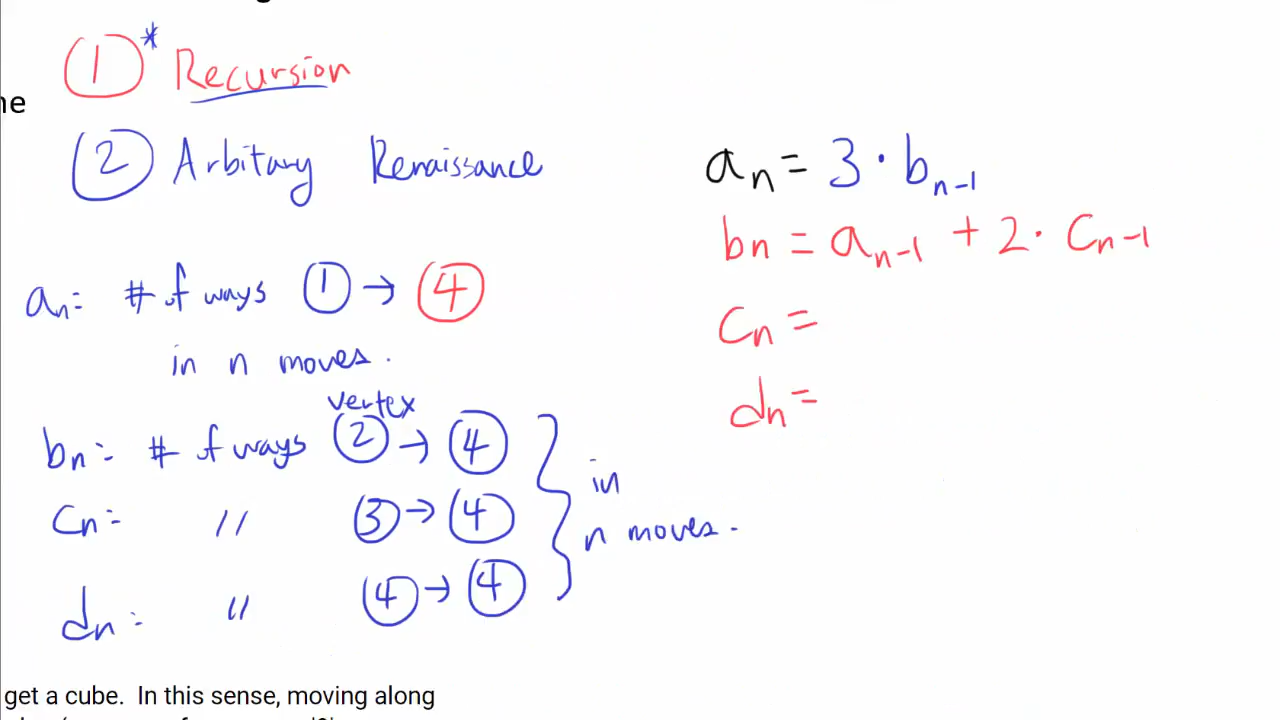 ne
① * Recursion
② Arbitary Renaissance
an = # of ways ① → ④
in n moves.
vertex
bn = # of ways ② → ④
cn = // ③ → ④
dn = // ④ → ④
in
n moves.
an = 3 · bn-1
bn = an-1 + 2 · cn-1
cn =
dn =
get a cube. In this sense, moving along